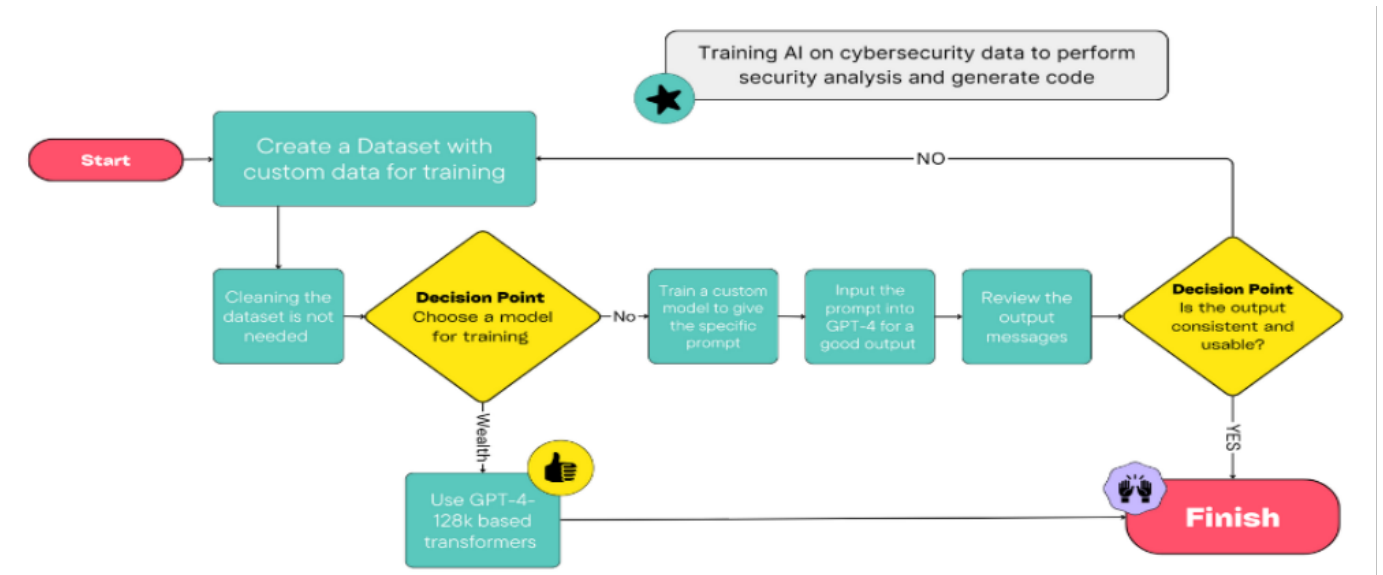 Training AI on cybersecurity data to perform
security analysis and generate code
Start
Create a Dataset with
custom data for training
NO
Cleaning the
dataset is not
needed
Decision Point
Choose a model
for training
No
Train a custom
model to give
the specific
prompt
Input the
prompt into
GPT-4 for a
good output
Review the
output
messages
Decision Point
Is the output
consistent and
usable?
Wealth
YES
Use GPT-4-
128k based
transformers
Finish